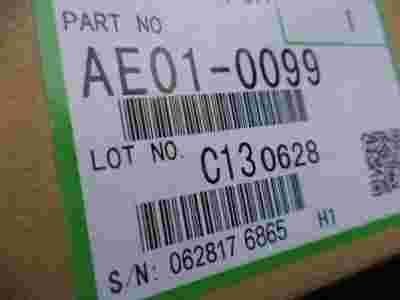 PART NO
1
AE01-0099
LOT NO. C130628
S/N: 062817 6865 H1